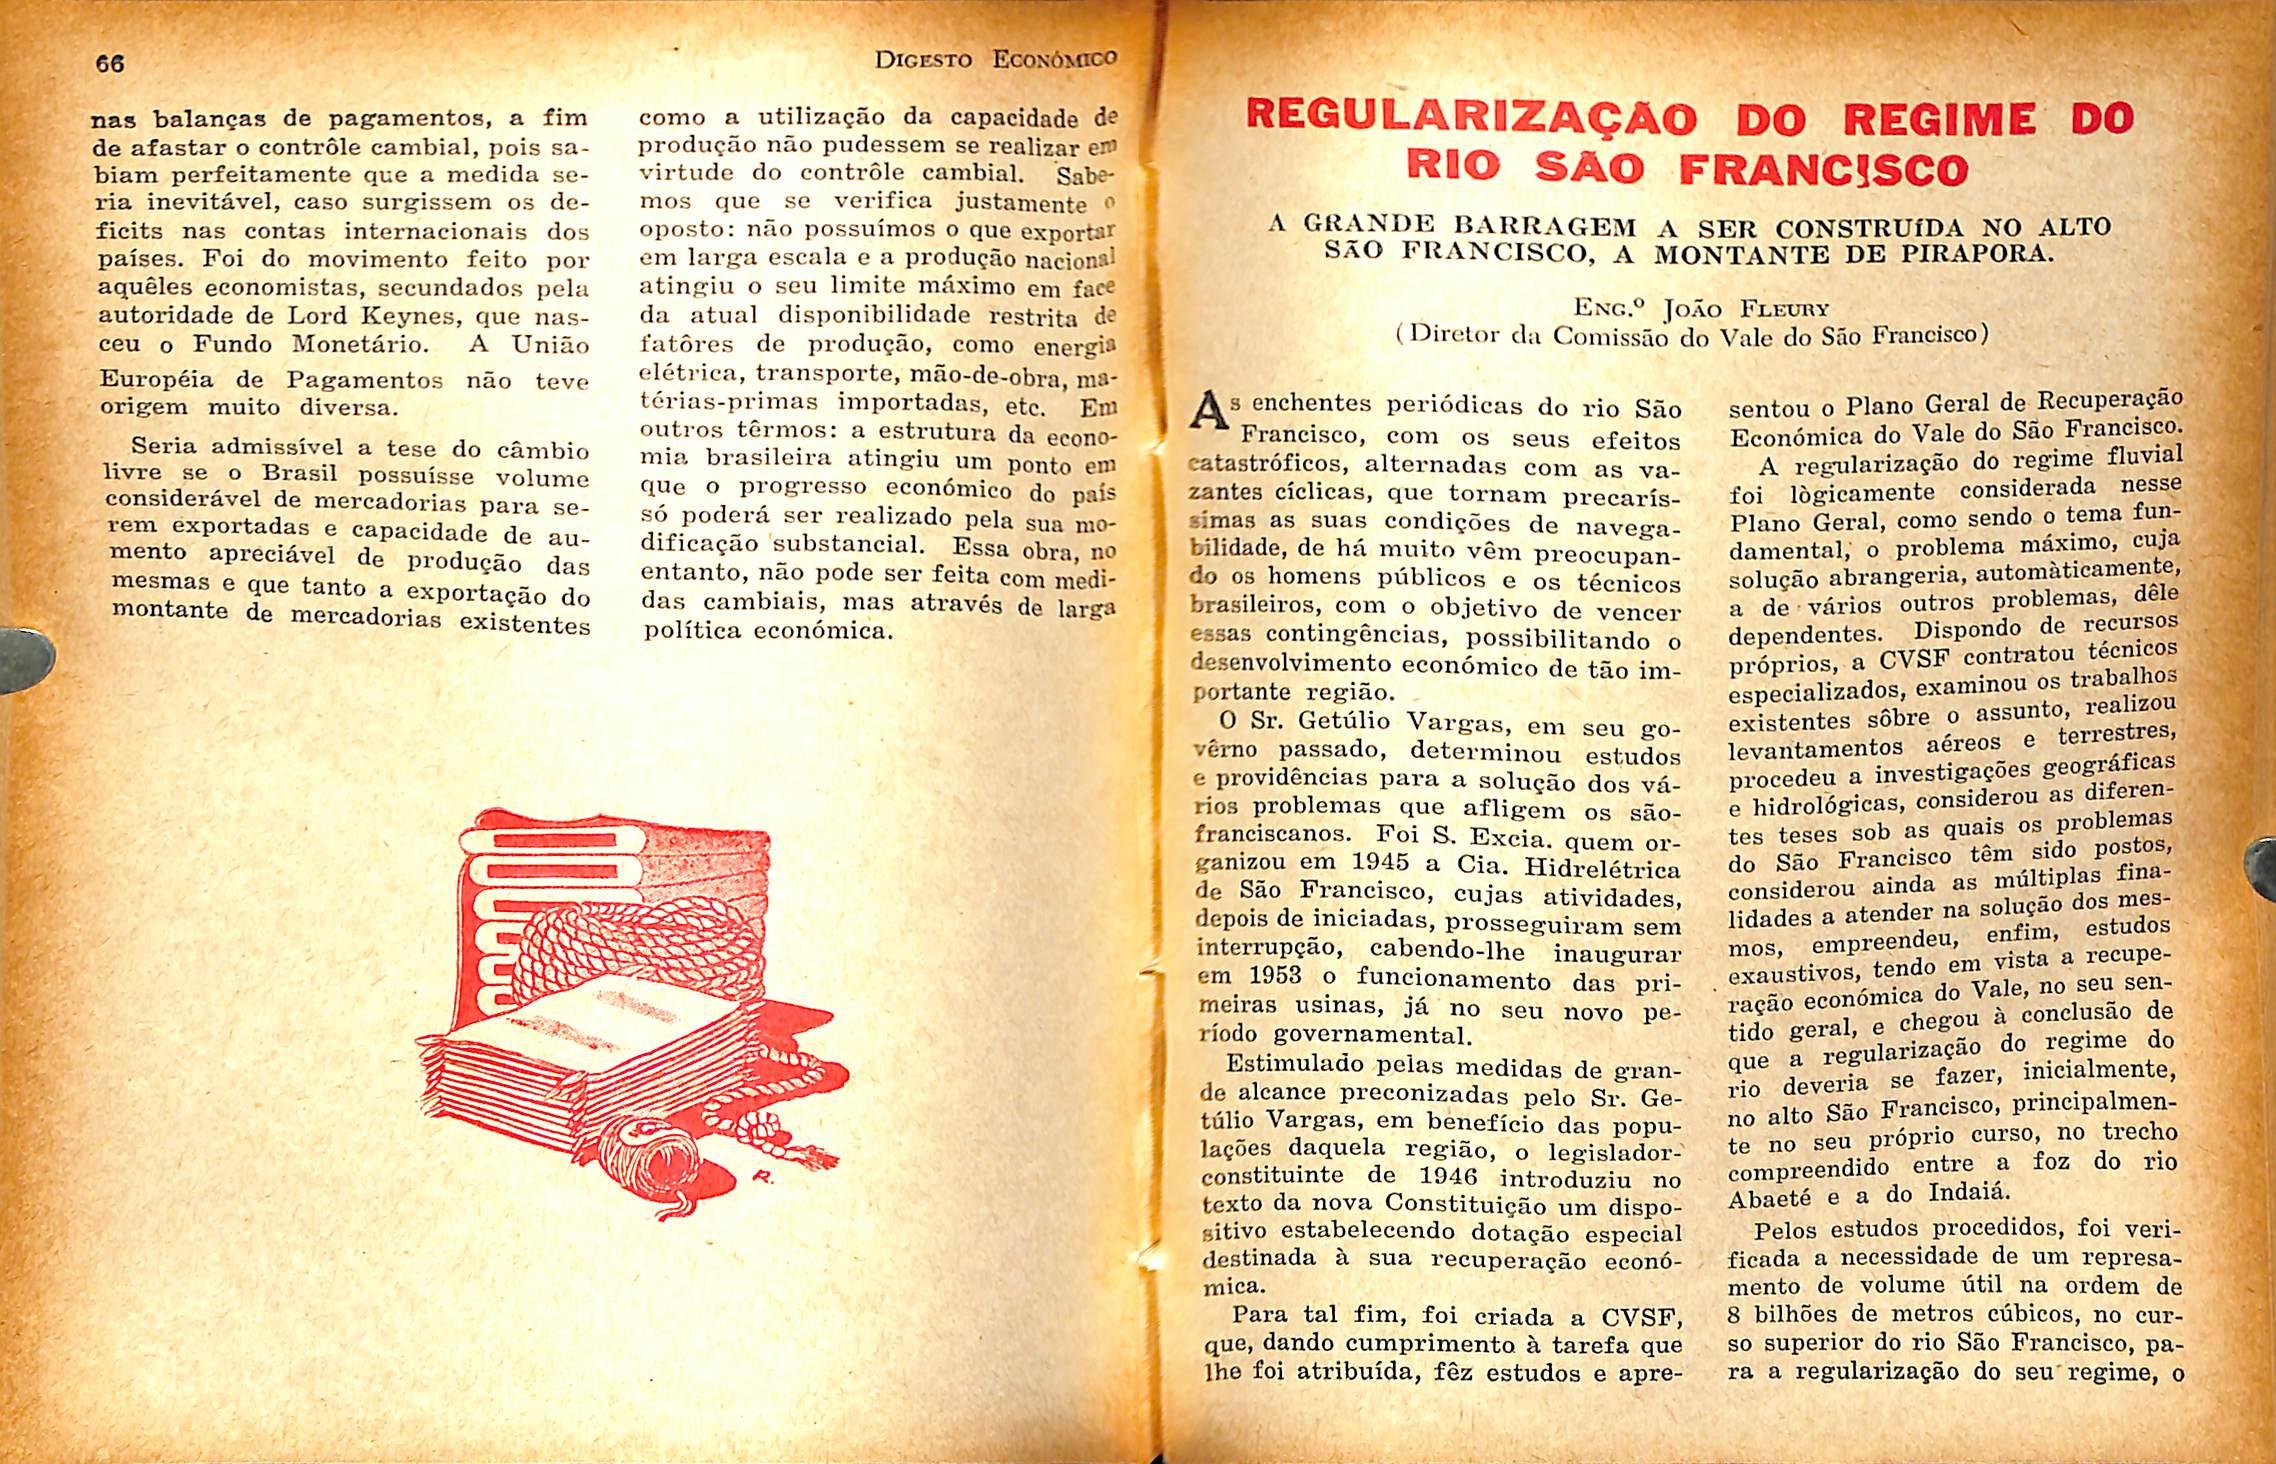 66
DIGESTO ECONÓMICO
nas balanças de pagamentos, a fim
de afastar o contrôle cambial, pois sa-
biam perfeitamente que a medida se-
ria inevitável, caso surgissem os de-
ficits nas contas internacionais dos
países. Foi do movimento feito por
aquêles economistas, secundados pela
autoridade de Lord Keynes, que nas-
ceu o Fundo Monetário. A União
Européia de Pagamentos não teve
origem muito diversa.
Seria admissível a tese do câmbio
livre se o Brasil possuísse volume
considerável de mercadorias para se-
rem exportadas e capacidade de au-
mento apreciável de produção das
mesmas e que tanto a exportação do
montante de mercadorias existentes
como a utilização da capacidade de
produção não pudessem se realizar em
virtude do contrôle cambial. Sabe-
mos que se verifica justamente o
oposto: não possuímos o que exportar
em larga escala e a produção nacional
atingiu o seu limite máximo em face
da atual disponibilidade restrita de
fatôres de produção, como energia
elétrica, transporte, mão-de-obra, ma-
térias-primas importadas, etc. Em
outros têrmos: a estrutura da econo-
mia brasileira atingiu um ponto em
que o progresso económico do país
só poderá ser realizado pela sua mo-
dificação substancial. Essa obra, no
entanto, não pode ser feita com medi-
das cambiais, mas através de larga
política económica.
R.
REGULARIZAÇÃO DO REGIME DO
RIO SÃO FRANCISCO
A GRANDE BARRAGEM A SER CONSTRUÍDA NO ALTO
SÃO FRANCISCO, A MONTANTE DE PIRAPORA.
ENG.º JOÃO FLEURY
(Diretor da Comissão do Vale do São Francisco)
As enchentes periódicas do rio São
Francisco, com os seus efeitos
catastróficos, alternadas com as va-
zantes cíclicas, que tornam precarís-
simas as suas condições de navega-
bilidade, de há muito vêm preocupan-
do os homens públicos e os técnicos
brasileiros, com o objetivo de vencer
essas contingências, possibilitando o
desenvolvimento económico de tão im-
portante região.
O Sr. Getúlio Vargas, em seu go-
vêrno passado, determinou estudos
e providências para a solução dos vá-
rios problemas que afligem os são-
franciscanos. Foi S. Excia. quem or-
ganizou em 1945 a Cia. Hidrelétrica
de São Francisco, cujas atividades,
depois de iniciadas, prosseguiram sem
interrupção, cabendo-lhe inaugurar
em 1953 o funcionamento das pri-
meiras usinas, já no seu novo pe-
ríodo governamental.
Estimulado pelas medidas de gran-
de alcance preconizadas pelo Sr. Ge-
túlio Vargas, em benefício das popu-
lações daquela região, o legislador-
constituinte de 1946 introduziu no
texto da nova Constituição um dispo-
sitivo estabelecendo dotação especial
destinada à sua recuperação econó-
mica.
Para tal fim, foi criada a CVSF,
que, dando cumprimento à tarefa que
lhe foi atribuída, fêz estudos e apre-
sentou o Plano Geral de Recuperação
Económica do Vale do São Francisco.
A regularização do regime fluvial
foi lògicamente considerada nesse
Plano Geral, como sendo o tema fun-
damental, o problema máximo, cuja
solução abrangeria, automàticamente,
a de vários outros problemas, dêle
dependentes. Dispondo de recursos
próprios, a CVSF contratou técnicos
especializados, examinou os trabalhos
existentes sôbre o assunto, realizou
levantamentos aéreos e terrestres,
procedeu a investigações geográficas
e hidrológicas, considerou as diferen-
tes teses sob as quais os problemas
do São Francisco têm sido postos,
considerou ainda as múltiplas fina-
lidades a atender na solução dos mes-
mos, empreendeu, enfim, estudos
exaustivos, tendo em vista a recupe-
ração económica do Vale, no seu sen-
tido geral, e chegou à conclusão de
que a regularização do regime do
rio deveria se fazer, inicialmente,
no alto São Francisco, principalmen-
te no seu próprio curso, no trecho
compreendido entre a foz do rio
Abaeté e a do Indaiá.
Pelos estudos procedidos, foi veri-
ficada a necessidade de um represa-
mento de volume útil na ordem de
8 bilhões de metros cúbicos, no cur-
so superior do rio São Francisco, pa-
ra a regularização do seu regime, o